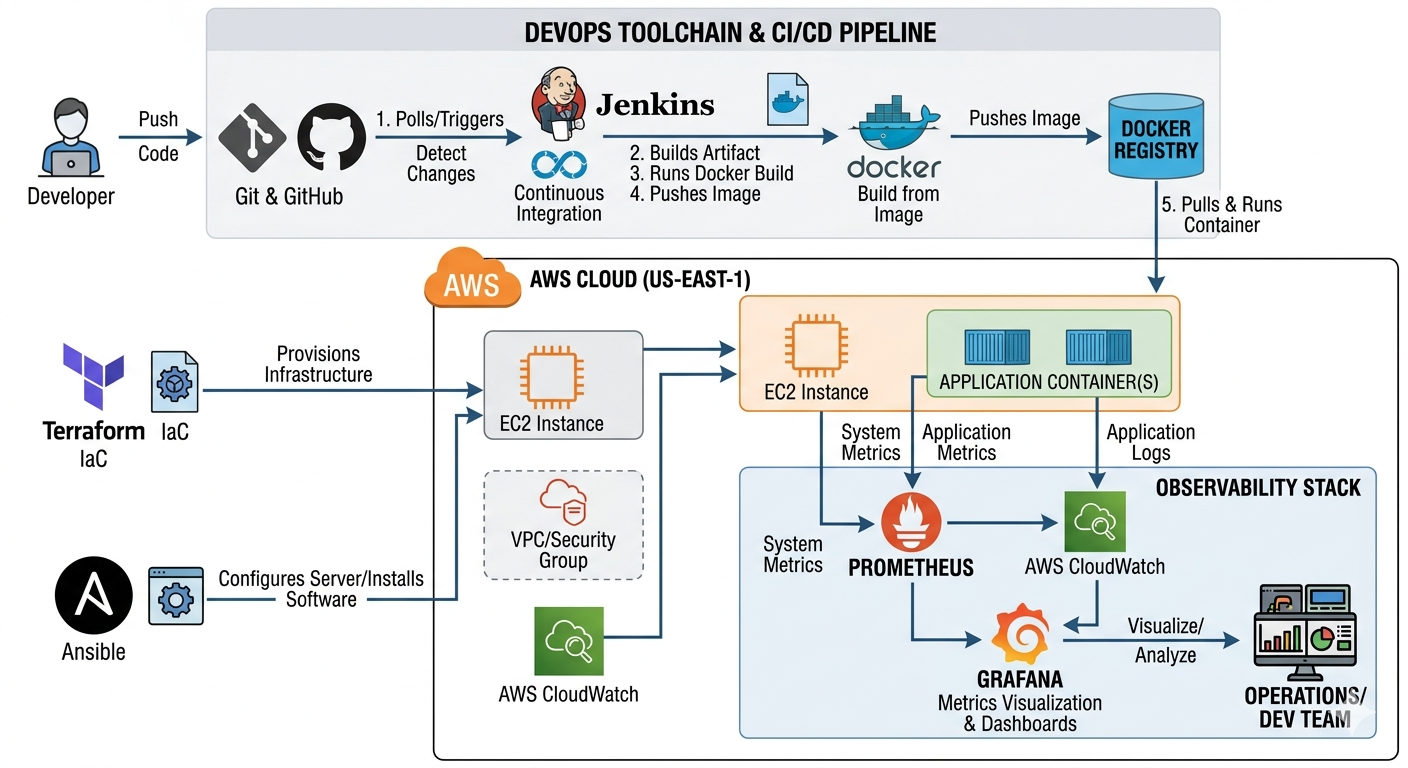 DEVOPS TOOLCHAIN & CI/CD PIPELINE
Push
Code
Developer
Git & GitHub
1. Polls/Triggers
Detect
Changes
Jenkins
Continuous
Integration
2. Builds Artifact
3. Runs Docker Build
4. Pushes Image
docker
Build from
Image
Pushes Image
DOCKER
REGISTRY
5. Pulls & Runs
Container
AWS
AWS CLOUD (US-EAST-1)
Terraform
IaC
IaC
Provisions
Infrastructure
EC2 Instance
EC2 Instance
APPLICATION CONTAINER(S)
VPC/Security
Group
Ansible
Configures Server/Installs
Software
AWS CloudWatch
System
Metrics
Application
Metrics
Application
Logs
OBSERVABILITY STACK
System
Metrics
PROMETHEUS
AWS CloudWatch
GRAFANA
Metrics Visualization
& Dashboards
Visualize/
Analyze
OPERATIONS/
DEV TEAM